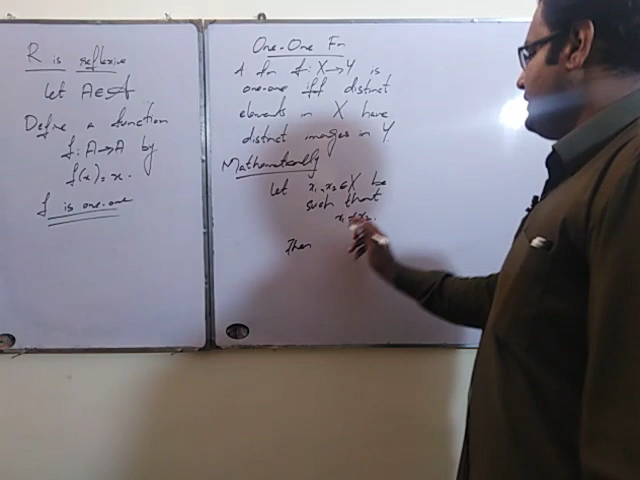 R is reflexive
let A∈𝒜
Define a function
f: A→A by
f(x) = x.
f is one-one
One-One Fn
A fn f: X→Y is
one-one iff distinct
elements in X have
distinct images in Y.
Mathematically
let x₁, x₂ ∈ X be
such that
x₁ ≠ x₂.
Then